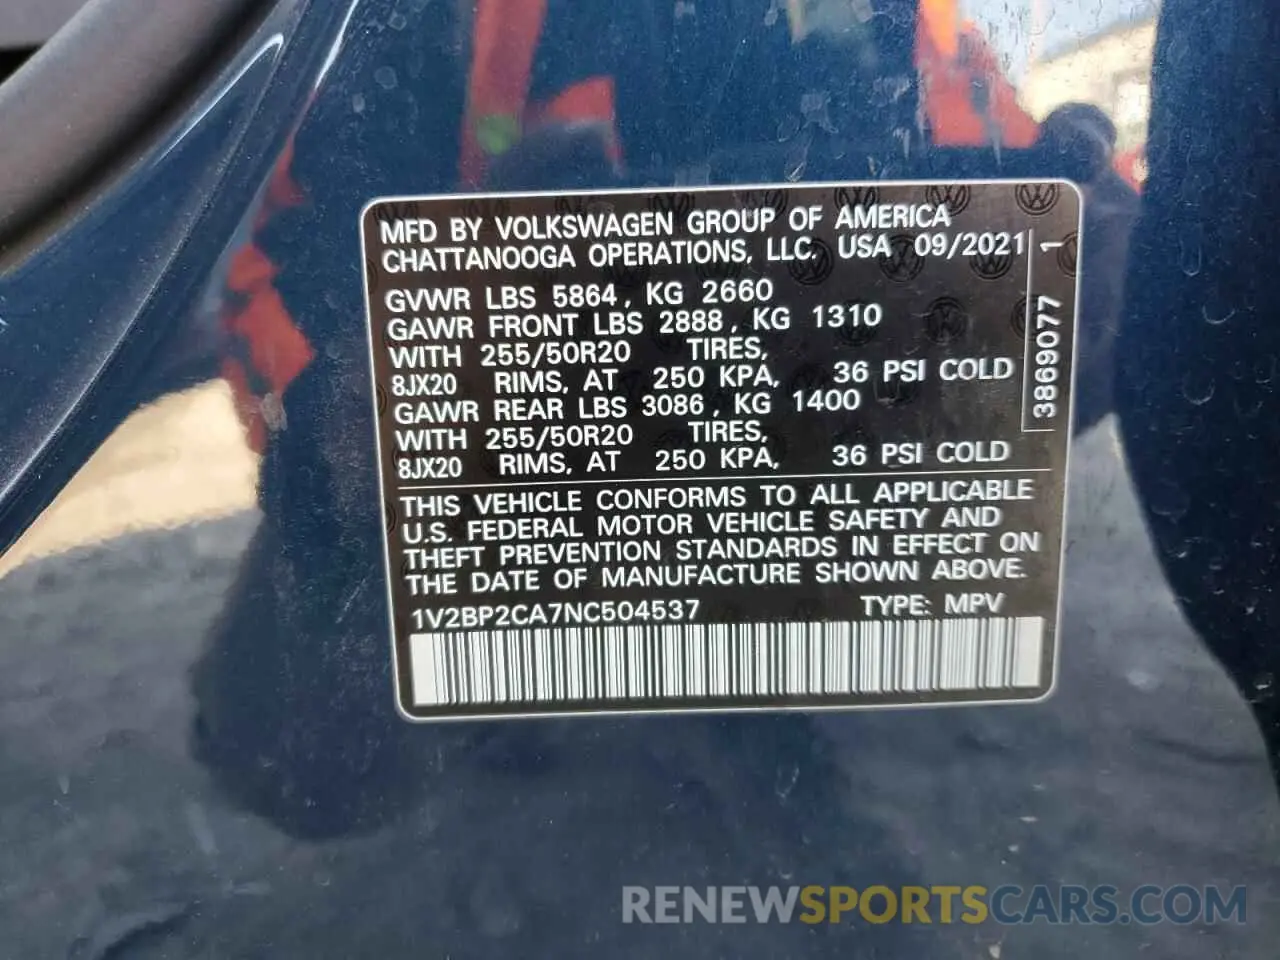 MFD BY VOLKSWAGEN GROUP OF AMERICA
CHATTANOOGA OPERATIONS, LLC. USA 09/2021
GVWR LBS 5864, KG 2660
GAWR FRONT LBS 2888, KG 1310
WITH 255/50R20 TIRES,
8JX20 RIMS, AT 250 KPA, 36 PSI COLD
GAWR REAR LBS 3086, KG 1400
WITH 255/50R20 TIRES,
8JX20 RIMS, AT 250 KPA, 36 PSI COLD
3869077 1
THIS VEHICLE CONFORMS TO ALL APPLICABLE
U.S. FEDERAL MOTOR VEHICLE SAFETY AND
THEFT PREVENTION STANDARDS IN EFFECT ON
THE DATE OF MANUFACTURE SHOWN ABOVE.
1V2BP2CA7NC504537 TYPE: MPV
RENEWSPORTSCARS.COM